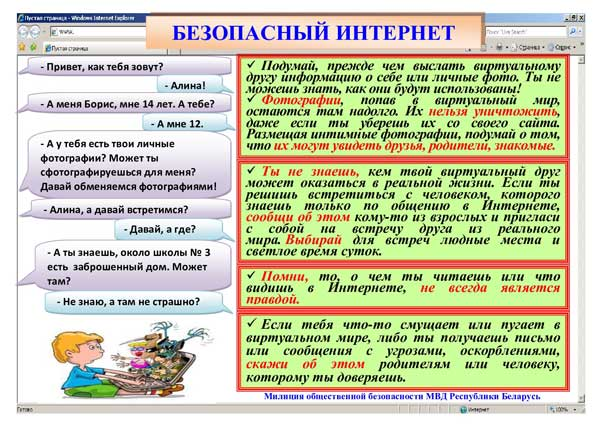 Пустая страница - Windows Internet Explorer
БЕЗОПАСНЫЙ ИНТЕРНЕТ
Пустая страница
Страница
Сервис
- Привет, как тебя зовут?
- Алина!
- А меня Борис, мне 14 лет. А тебе?
- А мне 12.
- А у тебя есть твои личные
фотографии? Может ты
сфотографируешься для меня?
Давай обменяемся фотографиями!
- Алина, а давай встретимся?
- Давай, а где?
- А ты знаешь, около школы № 3
есть заброшенный дом. Может
там?
- Не знаю, а там не страшно?
✓ Подумай, прежде чем выслать виртуальному
другу информацию о себе или личные фото. Ты не
можешь знать, как они будут использованы!
✓ Фотографии, попав в виртуальный мир,
остаются там надолго. Их нельзя уничтожить,
даже если ты уберешь их со своего сайта.
Размещая интимные фотографии, подумай о том,
что их могут увидеть друзья, родители, знакомые.
✓ Ты не знаешь, кем твой виртуальный друг
может оказаться в реальной жизни. Если ты
решишь встретиться с человеком, которого
знаешь только по общению в Интернете,
сообщи об этом кому-то из взрослых и пригласи
с собой на встречу друга из реального
мира. Выбирай для встреч людные места и
светлое время суток.
✓ Помни, то, о чем ты читаешь или что
видишь в Интернете, не всегда является
правдой.
✓ Если тебя что-то смущает или пугает в
виртуальном мире, либо ты получаешь письмо
или сообщения с угрозами, оскорблениями,
скажи об этом родителям или человеку,
которому ты доверяешь.
Милиция общественной безопасности МВД Республики Беларусь
Готово
Интернет
100%